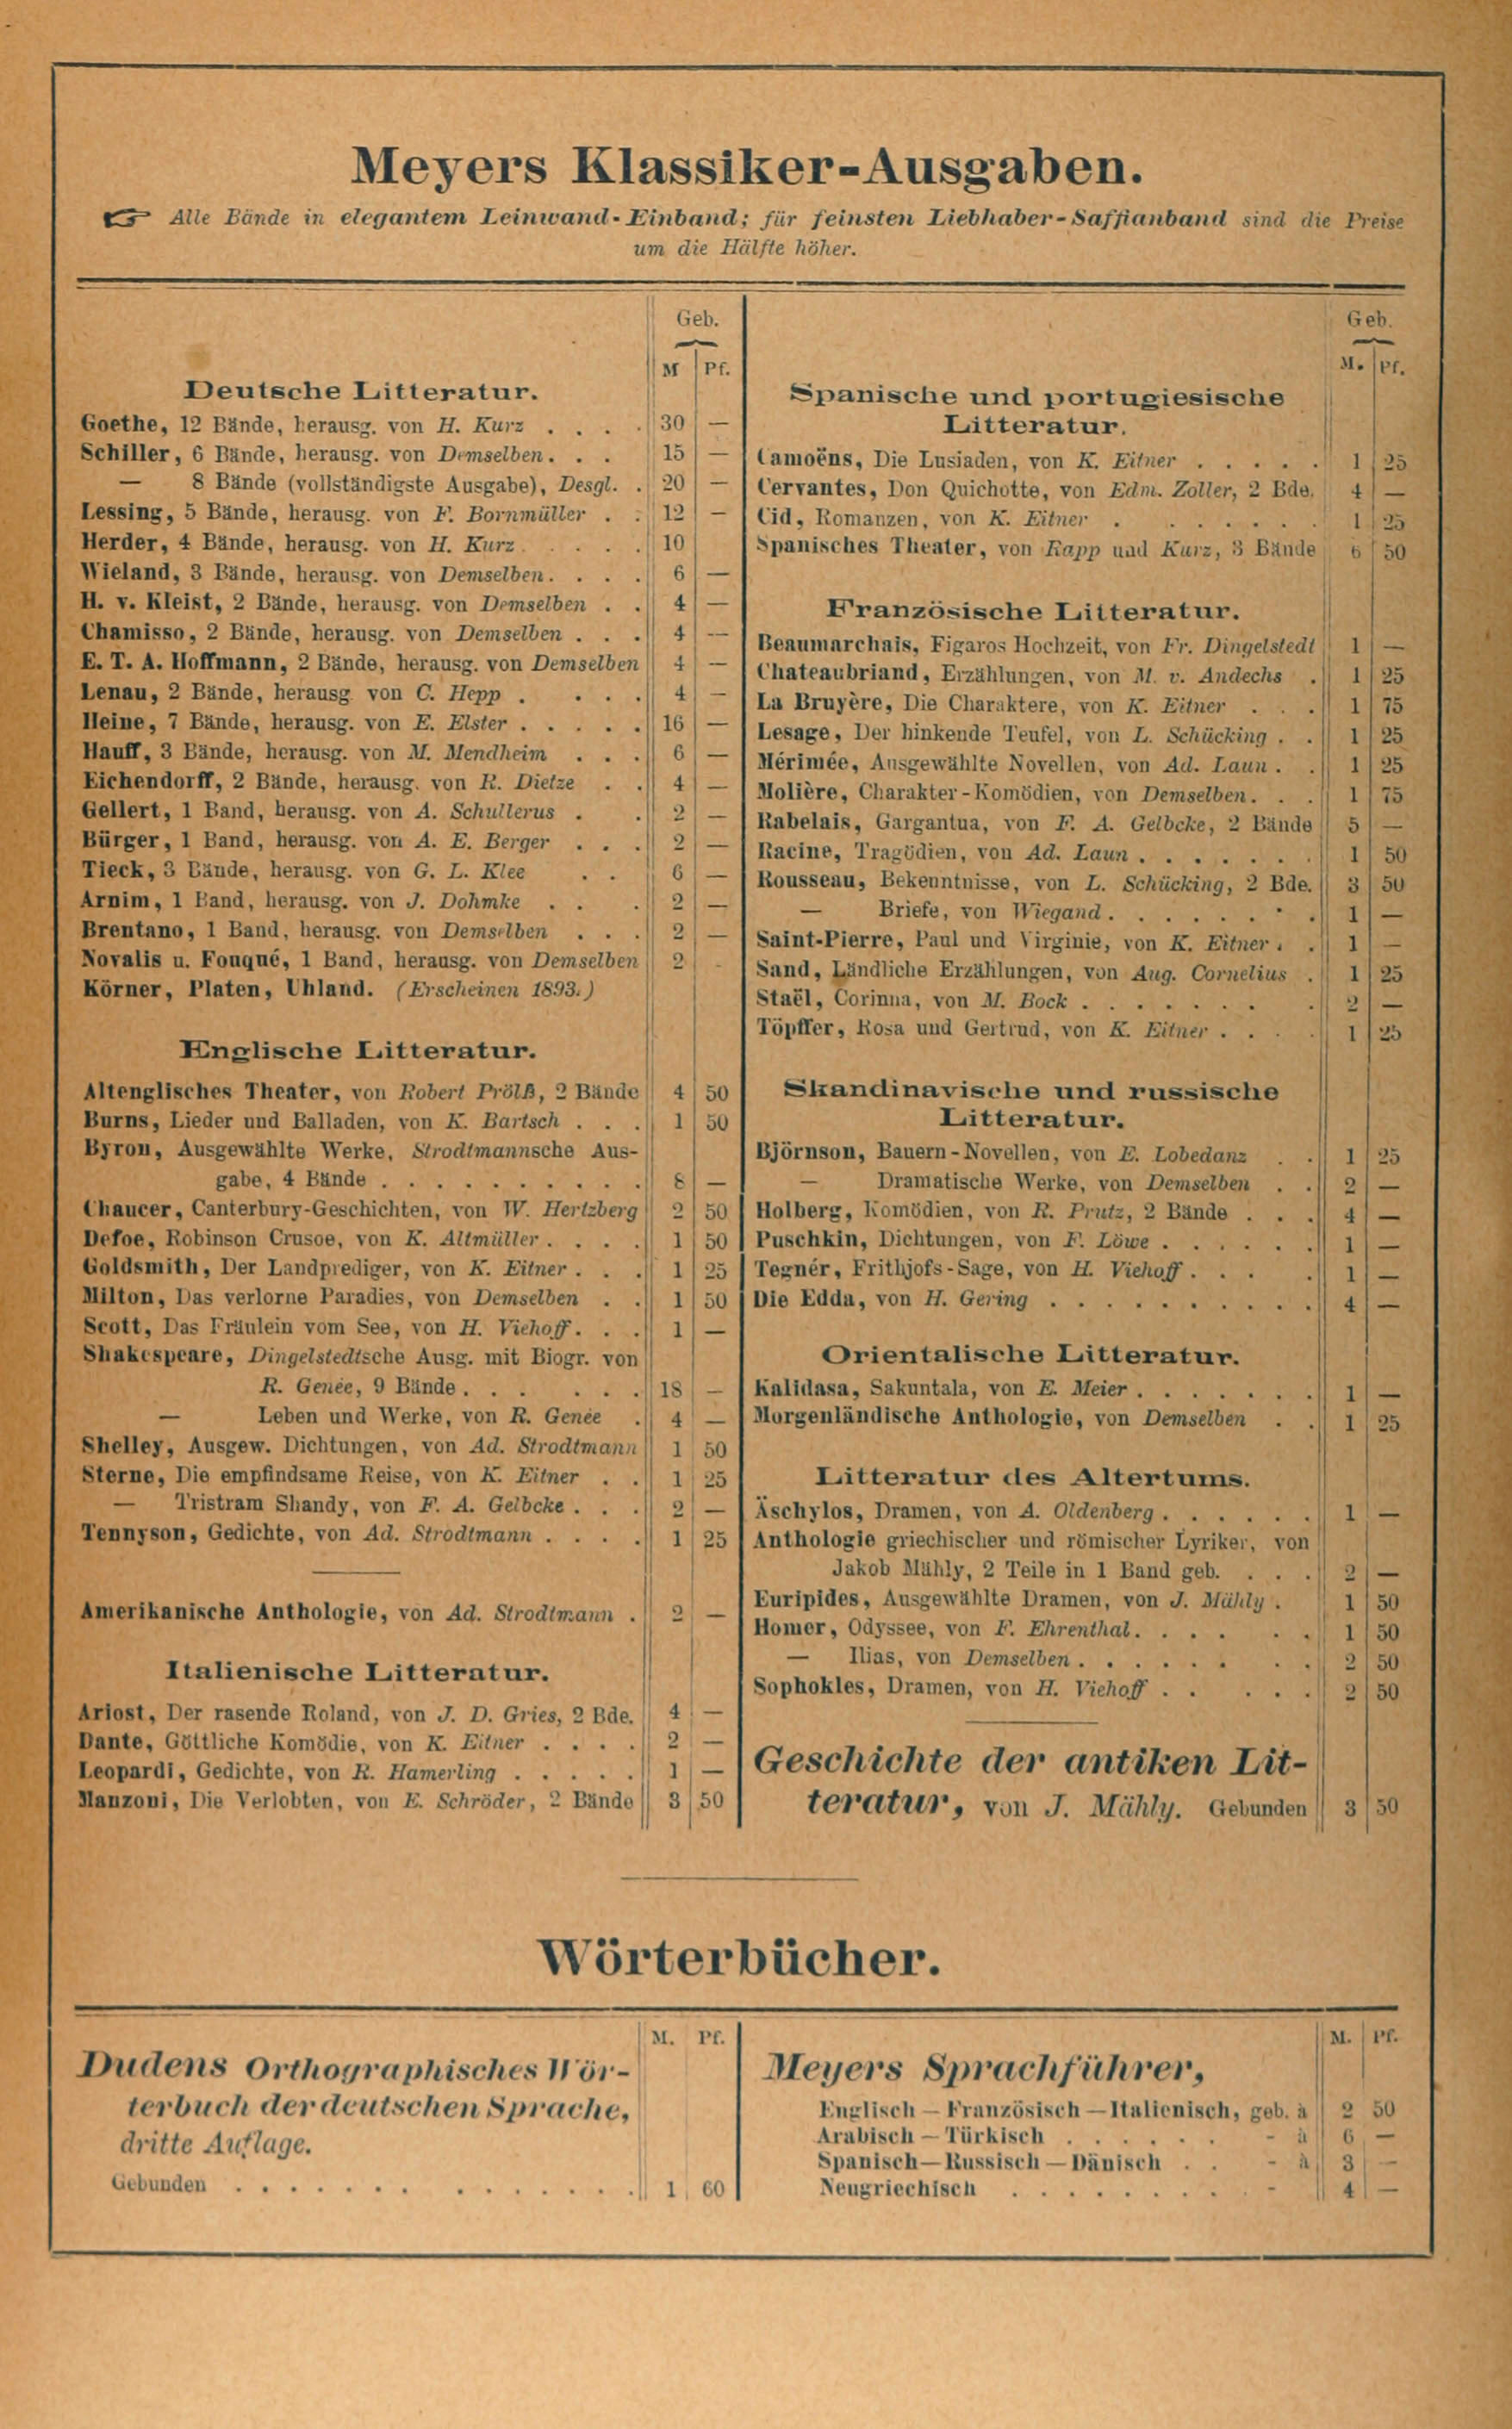 Meyers Klassiker-Ausgaben.
☞ Alle Bände in elegantem Leinwand-Einband; für feinsten Liebhaber-Saffianband sind die Preise
um die Hälfte höher.
Geb.
M Pf.
Deutsche Litteratur.
Goethe, 12 Bände, herausg. von H. Kurz . . . . 30 —
Schiller, 6 Bände, herausg. von Demselben. . . 15 —
— 8 Bände (vollständigste Ausgabe), Desgl. . 20 —
Lessing, 5 Bände, herausg. von F. Bornmüller . . 12 —
Herder, 4 Bände, herausg. von H. Kurz . . . . . 10
Wieland, 3 Bände, herausg. von Demselben. . . . 6 —
H. v. Kleist, 2 Bände, herausg. von Demselben . . 4 —
Chamisso, 2 Bände, herausg. von Demselben . . . 4 —
E. T. A. Hoffmann, 2 Bände, herausg. von Demselben 4 —
Lenau, 2 Bände, herausg von C. Hepp . . . . 4 —
Heine, 7 Bände, herausg. von E. Elster . . . . . 16 —
Hauff, 3 Bände, herausg. von M. Mendheim . . . 6 —
Eichendorff, 2 Bände, herausg. von R. Dietze . . 4 —
Gellert, 1 Band, herausg. von A. Schullerus . . 2 —
Bürger, 1 Band, herausg. von A. E. Berger . . . 2 —
Tieck, 3 Bände, herausg. von G. L. Klee . . 6 —
Arnim, 1 Band, herausg. von J. Dohmke . . . 2 —
Brentano, 1 Band, herausg. von Demselben . . . 2 —
Novalis u. Fouqué, 1 Band, herausg. von Demselben 2 -
Körner, Platen, Uhland. (Erscheinen 1893.)
Englische Litteratur.
Altenglisches Theater, von Robert Prölß, 2 Bände 4 50
Burns, Lieder und Balladen, von K. Bartsch . . . 1 50
Byron, Ausgewählte Werke, Strodtmannsche Aus-
gabe, 4 Bände . . . . . . . . . . 8 —
Chaucer, Canterbury-Geschichten, von W. Hertzberg 2 50
Defoe, Robinson Crusoe, von K. Altmüller . . . . 1 50
Goldsmith, Der Landprediger, von K. Eitner . . . 1 25
Milton, Das verlorne Paradies, von Demselben . . 1 50
Scott, Das Fräulein vom See, von H. Viehoff. . . 1 —
Shakespeare, Dingelstedtsche Ausg. mit Biogr. von
R. Genée, 9 Bände . . . . . . 18 —
— Leben und Werke, von R. Genée . 4 —
Shelley, Ausgew. Dichtungen, von Ad. Strodtmann 1 50
Sterne, Die empfindsame Reise, von K. Eitner . . 1 25
— Tristram Shandy, von F. A. Gelbcke . . . 2 —
Tennyson, Gedichte, von Ad. Strodtmann . . . . 1 25
Amerikanische Anthologie, von Ad. Strodtmann . 2 —
Italienische Litteratur.
Ariost, Der rasende Roland, von J. D. Gries, 2 Bde. 4 —
Dante, Göttliche Komödie, von K. Eitner . . . . 2 —
Leopardi, Gedichte, von R. Hamerling . . . . . 1 —
Manzoni, Die Verlobten, von E. Schröder, 2 Bände 3 50
Geb.
M. Pf.
Spanische und portugiesische
Litteratur.
Camoëns, Die Lusiaden, von K. Eitner . . . . . 1 25
Cervantes, Don Quichotte, von Edm. Zoller, 2 Bde. 4 —
Cid, Romanzen, von K. Eitner . . . . . . . 1 25
Spanisches Theater, von Rapp und Kurz, 3 Bände 6 50
Französische Litteratur.
Beaumarchais, Figaros Hochzeit, von Fr. Dingelstedt 1 —
Chateaubriand, Erzählungen, von M. v. Andechs . 1 25
La Bruyère, Die Charaktere, von K. Eitner . . . 1 75
Lesage, Der hinkende Teufel, von L. Schücking . . 1 25
Mérimée, Ausgewählte Novellen, von Ad. Laun . . 1 25
Molière, Charakter-Komödien, von Demselben. . . 1 75
Rabelais, Gargantua, von F. A. Gelbcke, 2 Bände 5 —
Racine, Tragödien, von Ad. Laun . . . . . . . 1 50
Rousseau, Bekenntnisse, von L. Schücking, 2 Bde. 3 50
— Briefe, von Wiegand . . . . . . . . 1 —
Saint-Pierre, Paul und Virginie, von K. Eitner . . 1 —
Sand, Ländliche Erzählungen, von Aug. Cornelius . 1 25
Staël, Corinna, von M. Bock . . . . . . . . 2 —
Töpffer, Rosa und Gertrud, von K. Eitner . . . . 1 25
Skandinavische und russische
Litteratur.
Björnson, Bauern-Novellen, von E. Lobedanz . . 1 25
— Dramatische Werke, von Demselben . . 2 —
Holberg, Komödien, von R. Prutz, 2 Bände . . . 4 —
Puschkin, Dichtungen, von F. Löwe . . . . . . 1 —
Tegnér, Frithjofs-Sage, von H. Viehoff . . . . 1 —
Die Edda, von H. Gering . . . . . . . . . . 4 —
Orientalische Litteratur.
Kalidasa, Sakuntala, von E. Meier . . . . . . . 1 —
Morgenländische Anthologie, von Demselben . . 1 25
Litteratur des Altertums.
Äschylos, Dramen, von A. Oldenberg . . . . . . 1 —
Anthologie griechischer und römischer Lyriker, von
Jakob Mähly, 2 Teile in 1 Band geb. . . . 2 —
Euripides, Ausgewählte Dramen, von J. Mähly . 1 50
Homer, Odyssee, von F. Ehrenthal. . . . . . 1 50
— Ilias, von Demselben . . . . . . . . 2 50
Sophokles, Dramen, von H. Viehoff . . . . . . 2 50
Geschichte der antiken Lit-
teratur, von J. Mähly. Gebunden 3 50
Wörterbücher.
M. Pf.
Dudens Orthographisches Wör-
terbuch der deutschen Sprache,
dritte Auflage.
Gebunden . . . . . . . . . . . . . . 1 60
M. Pf.
Meyers Sprachführer,
Englisch — Französisch — Italienisch, geb. à 2 50
Arabisch — Türkisch . . . . . . - à 6 —
Spanisch — Russisch — Dänisch . . - à 3 —
Neugriechisch . . . . . . . . . - 4 —